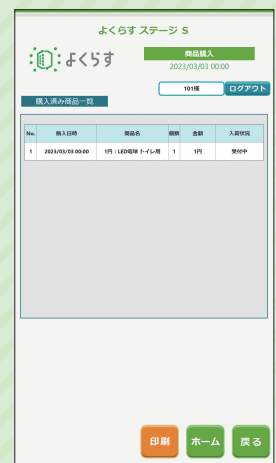 よくらす ステージ S
よくらす
商品購入
2023/03/03 00:00
101様
ログアウト
購入済み商品一覧
No. 購入日時 商品名 個数 金額 入荷状況
1 2023/03/03 00:00 1円：LED電球 トイレ用 1 1円 受付中
印刷
ホーム
戻る